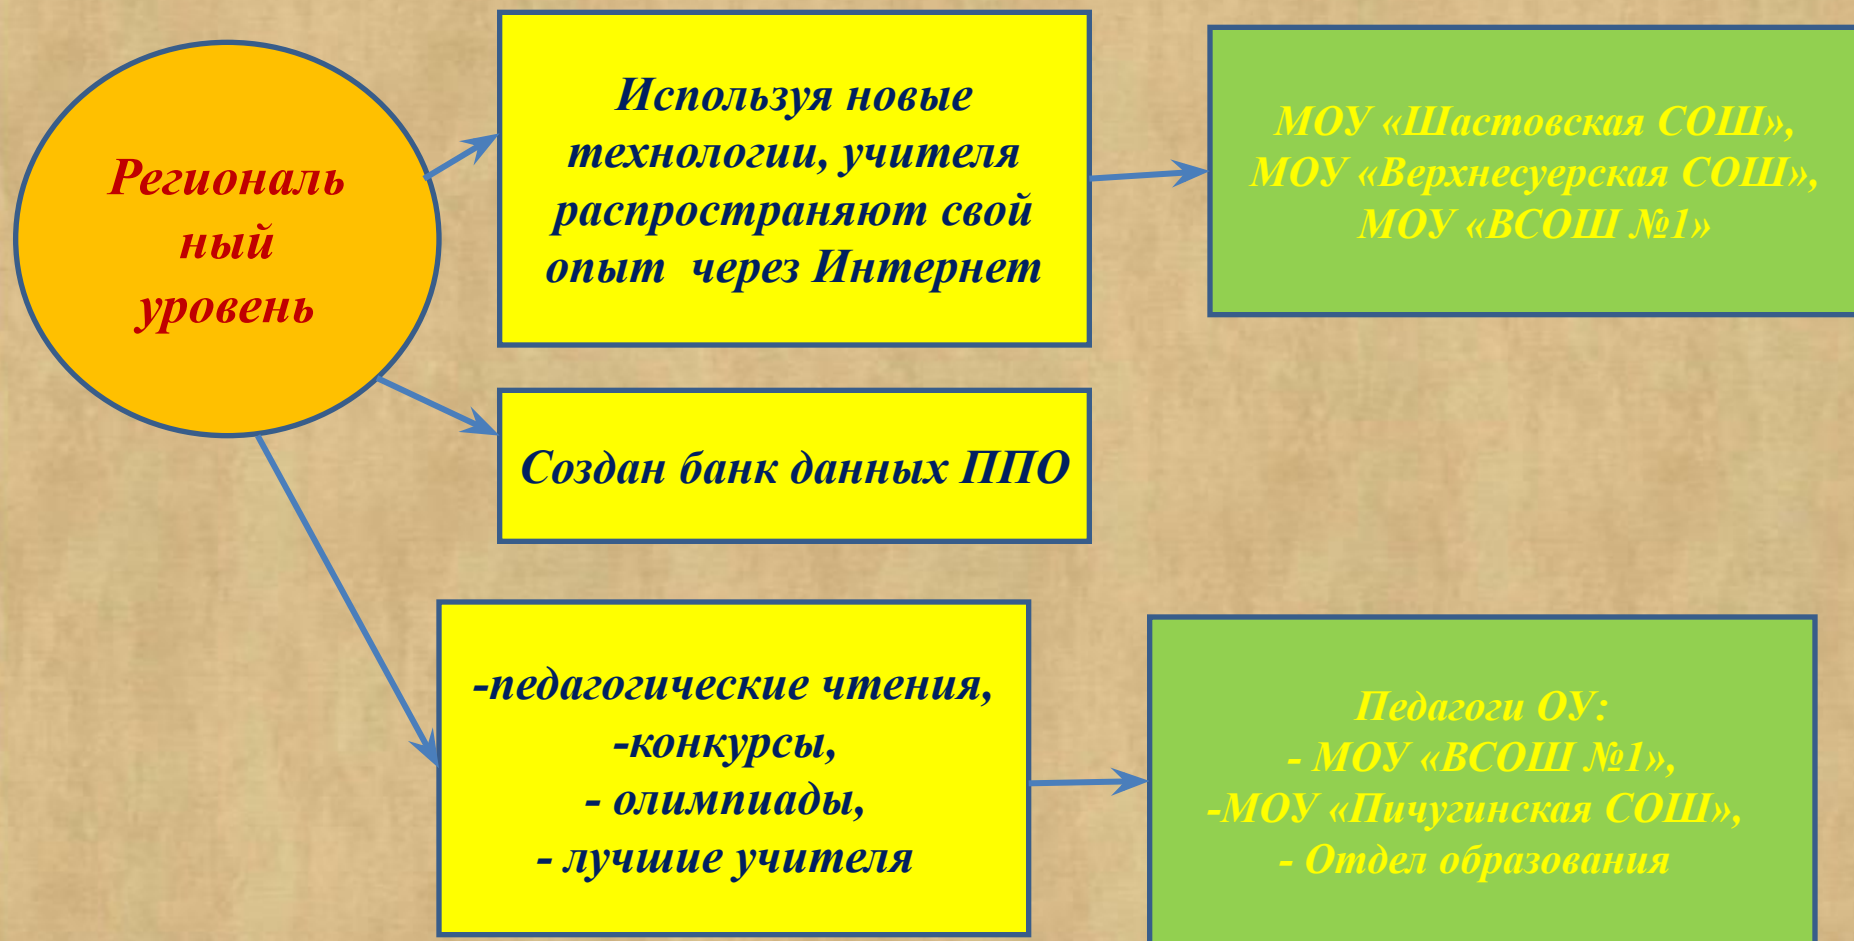 Региональ
ный
уровень
Используя новые
технологии, учителя
распространяют свой
опыт через Интернет
МОУ «Шастовская СОШ»,
МОУ «Верхнесуерская СОШ»,
МОУ «ВСОШ №1»
Создан банк данных ППО
-педагогические чтения,
-конкурсы,
- олимпиады,
- лучшие учителя
Педагоги ОУ:
- МОУ «ВСОШ №1»,
-МОУ «Пичугинская СОШ»,
- Отдел образования